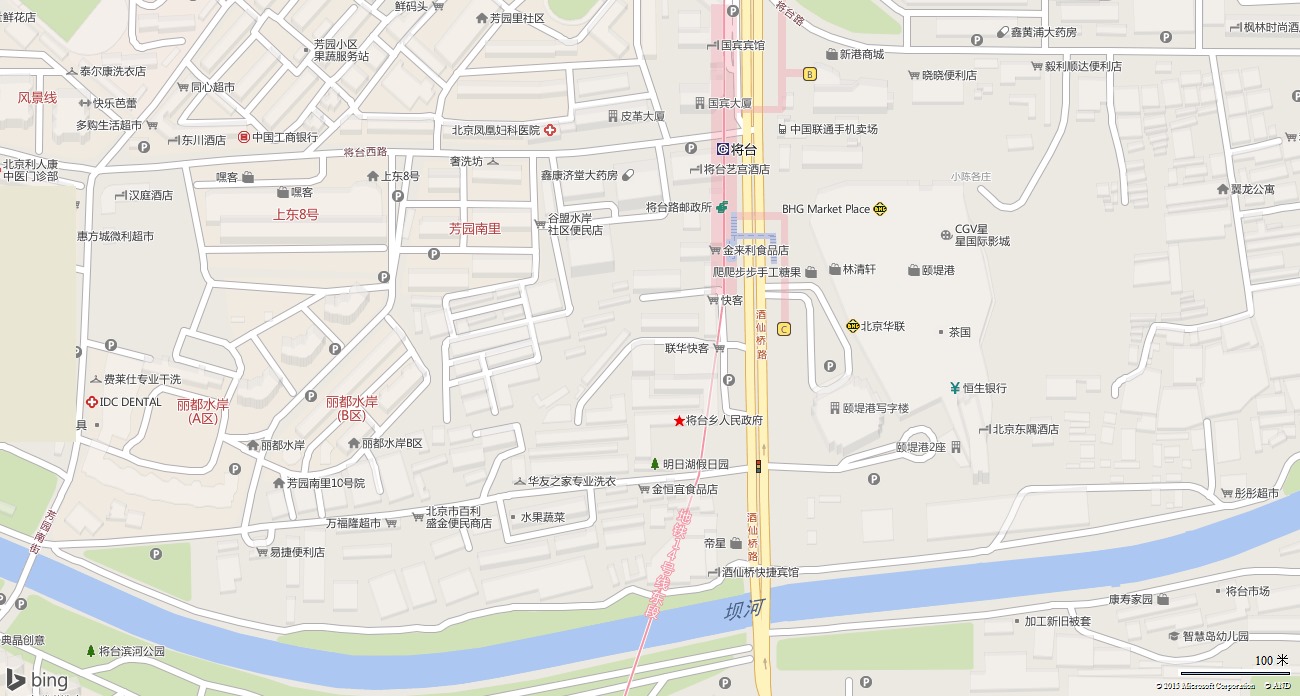 鲜花店
鲜码头
芳园里社区
将台路
国宾宾馆
新港商城
鑫黄浦大药房
枫林时尚酒
芳园小区
果蔬服务站
泰尔康洗衣店
同心超市
B
晓晓便利店
毅利顺达便利店
风景线
快乐芭蕾
多购生活超市
东川酒店
中国工商银行
北京凤凰妇科医院
皮革大厦
国宾大厦
中国联通手机卖场
北京利人康
中医门诊部
将台西路
奢洗坊
将台
将台艺宫酒店
嘿客
嘿客
上东8号
鑫康济堂大药房
小陈各庄
翼龙公寓
汉庭酒店
上东8号
芳园南里
谷盟水岸
社区便民店
将台路邮政所
BHG Market Place
CGV星
星国际影城
惠方城微利超市
金来利食品店
爬爬步步手工糖果
林清轩
颐堤港
快客
酒仙桥路
C
北京华联
茶国
联华快客
费莱仕专业干洗
IDC DENTAL
丽都水岸
(A区)
丽都水岸
(B区)
恒生银行
颐堤港写字楼
将台乡人民政府
具
丽都水岸
丽都水岸B区
北京东隅酒店
颐堤港2座
明日湖假日园
芳园南里10号院
华友之家专业洗衣
金恒宜食品店
彤彤超市
芳园南街
万福隆超市
北京市百利
盛金便民商店
水果蔬菜
地铁14号线东段
酒仙桥路
帝星
易捷便利店
酒仙桥快捷宾馆
坝河
康寿家园
将台市场
加工新旧被套
智慧岛幼儿园
典晶创意
将台滨河公园
100 米
bing
© 2015 Microsoft Corporation © AND